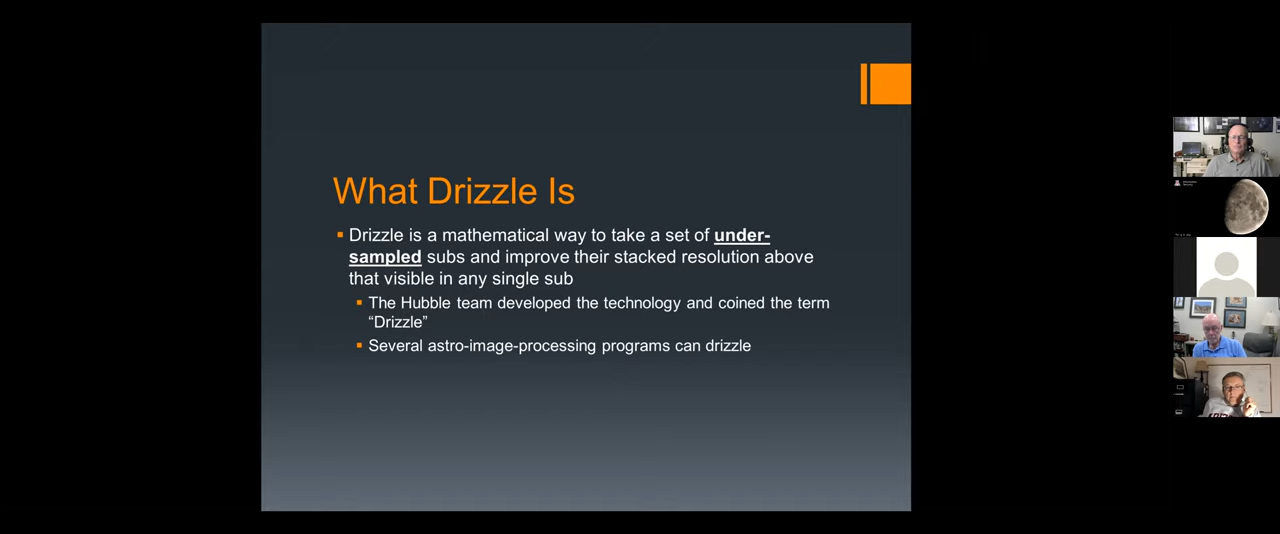 What Drizzle Is
▪ Drizzle is a mathematical way to take a set of under-
sampled subs and improve their stacked resolution above
that visible in any single sub
▪ The Hubble team developed the technology and coined the term
“Drizzle”
▪ Several astro-image-processing programs can drizzle